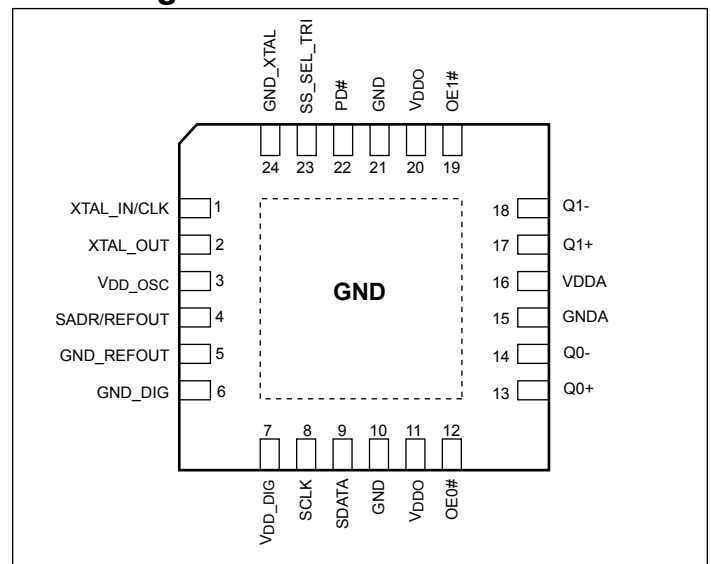 GND_XTAL
SS_SEL_TRI
PD#
GND
VDDO
OE1#
24
23
22
21
20
19
XTAL_IN/CLK 1
XTAL_OUT 2
VDD_OSC 3
SADR/REFOUT 4
GND_REFOUT 5
GND_DIG 6
GND
18 Q1-
17 Q1+
16 VDDA
15 GNDA
14 Q0-
13 Q0+
7
8
9
10
11
12
VDD_DIG
SCLK
SDATA
GND
VDDO
OE0#